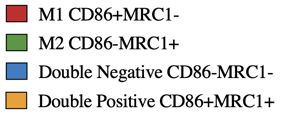 M1 CD86+MRC1-
M2 CD86-MRC1+
Double Negative CD86-MRC1-
Double Positive CD86+MRC1+